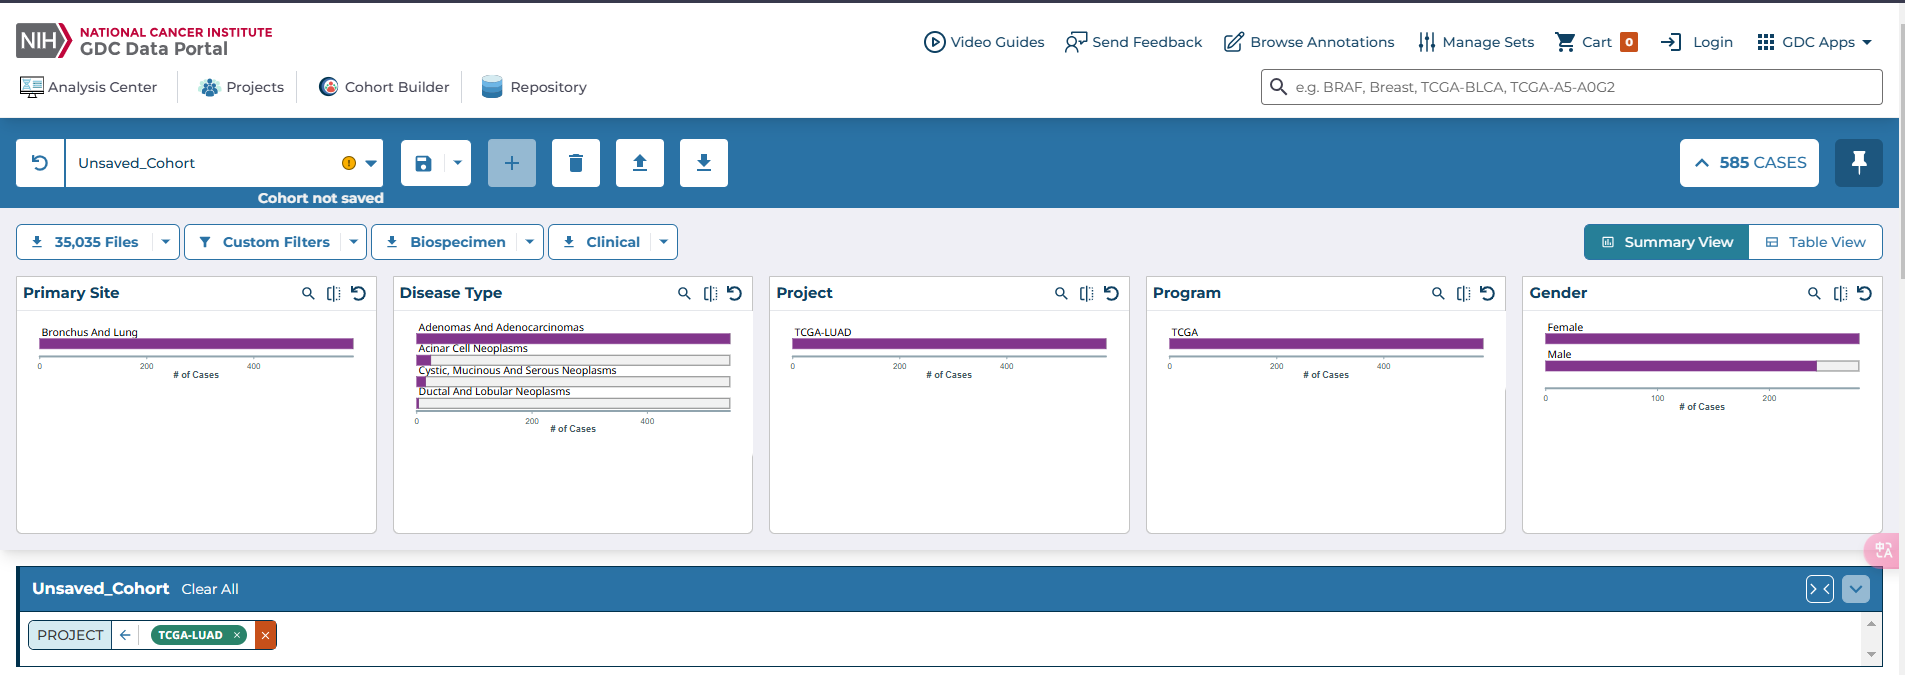 NIH
NATIONAL CANCER INSTITUTE
GDC Data Portal
Video Guides
Send Feedback
Browse Annotations
Manage Sets
Cart 0
Login
GDC Apps
Analysis Center
Projects
Cohort Builder
Repository
e.g. BRAF, Breast, TCGA-BLCA, TCGA-A5-A0G2
Unsaved_Cohort
Cohort not saved
585 CASES
35,035 Files
Custom Filters
Biospecimen
Clinical
Summary View
Table View
Primary Site
Bronchus And Lung
0 200 400
# of Cases
Disease Type
Adenomas And Adenocarcinomas
Acinar Cell Neoplasms
Cystic, Mucinous And Serous Neoplasms
Ductal And Lobular Neoplasms
0 200 400
# of Cases
Project
TCGA-LUAD
0 200 400
# of Cases
Program
TCGA
0 200 400
# of Cases
Gender
Female
Male
0 100 200
# of Cases
中A
Unsaved_Cohort Clear All
PROJECT TCGA-LUAD